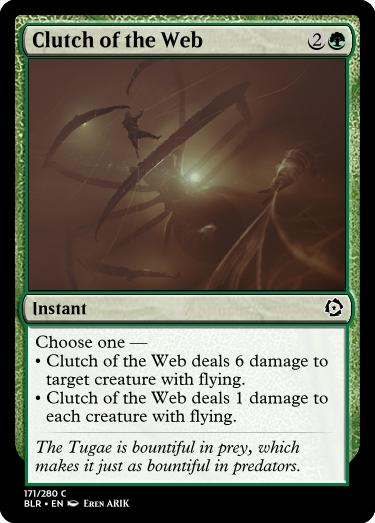 Clutch of the Web
2
Instant
Choose one —
• Clutch of the Web deals 6 damage to
target creature with flying.
• Clutch of the Web deals 1 damage to
each creature with flying.
The Tugae is bountiful in prey, which
makes it just as bountiful in predators.
171/280 C
BLR • EN Eren ARIK